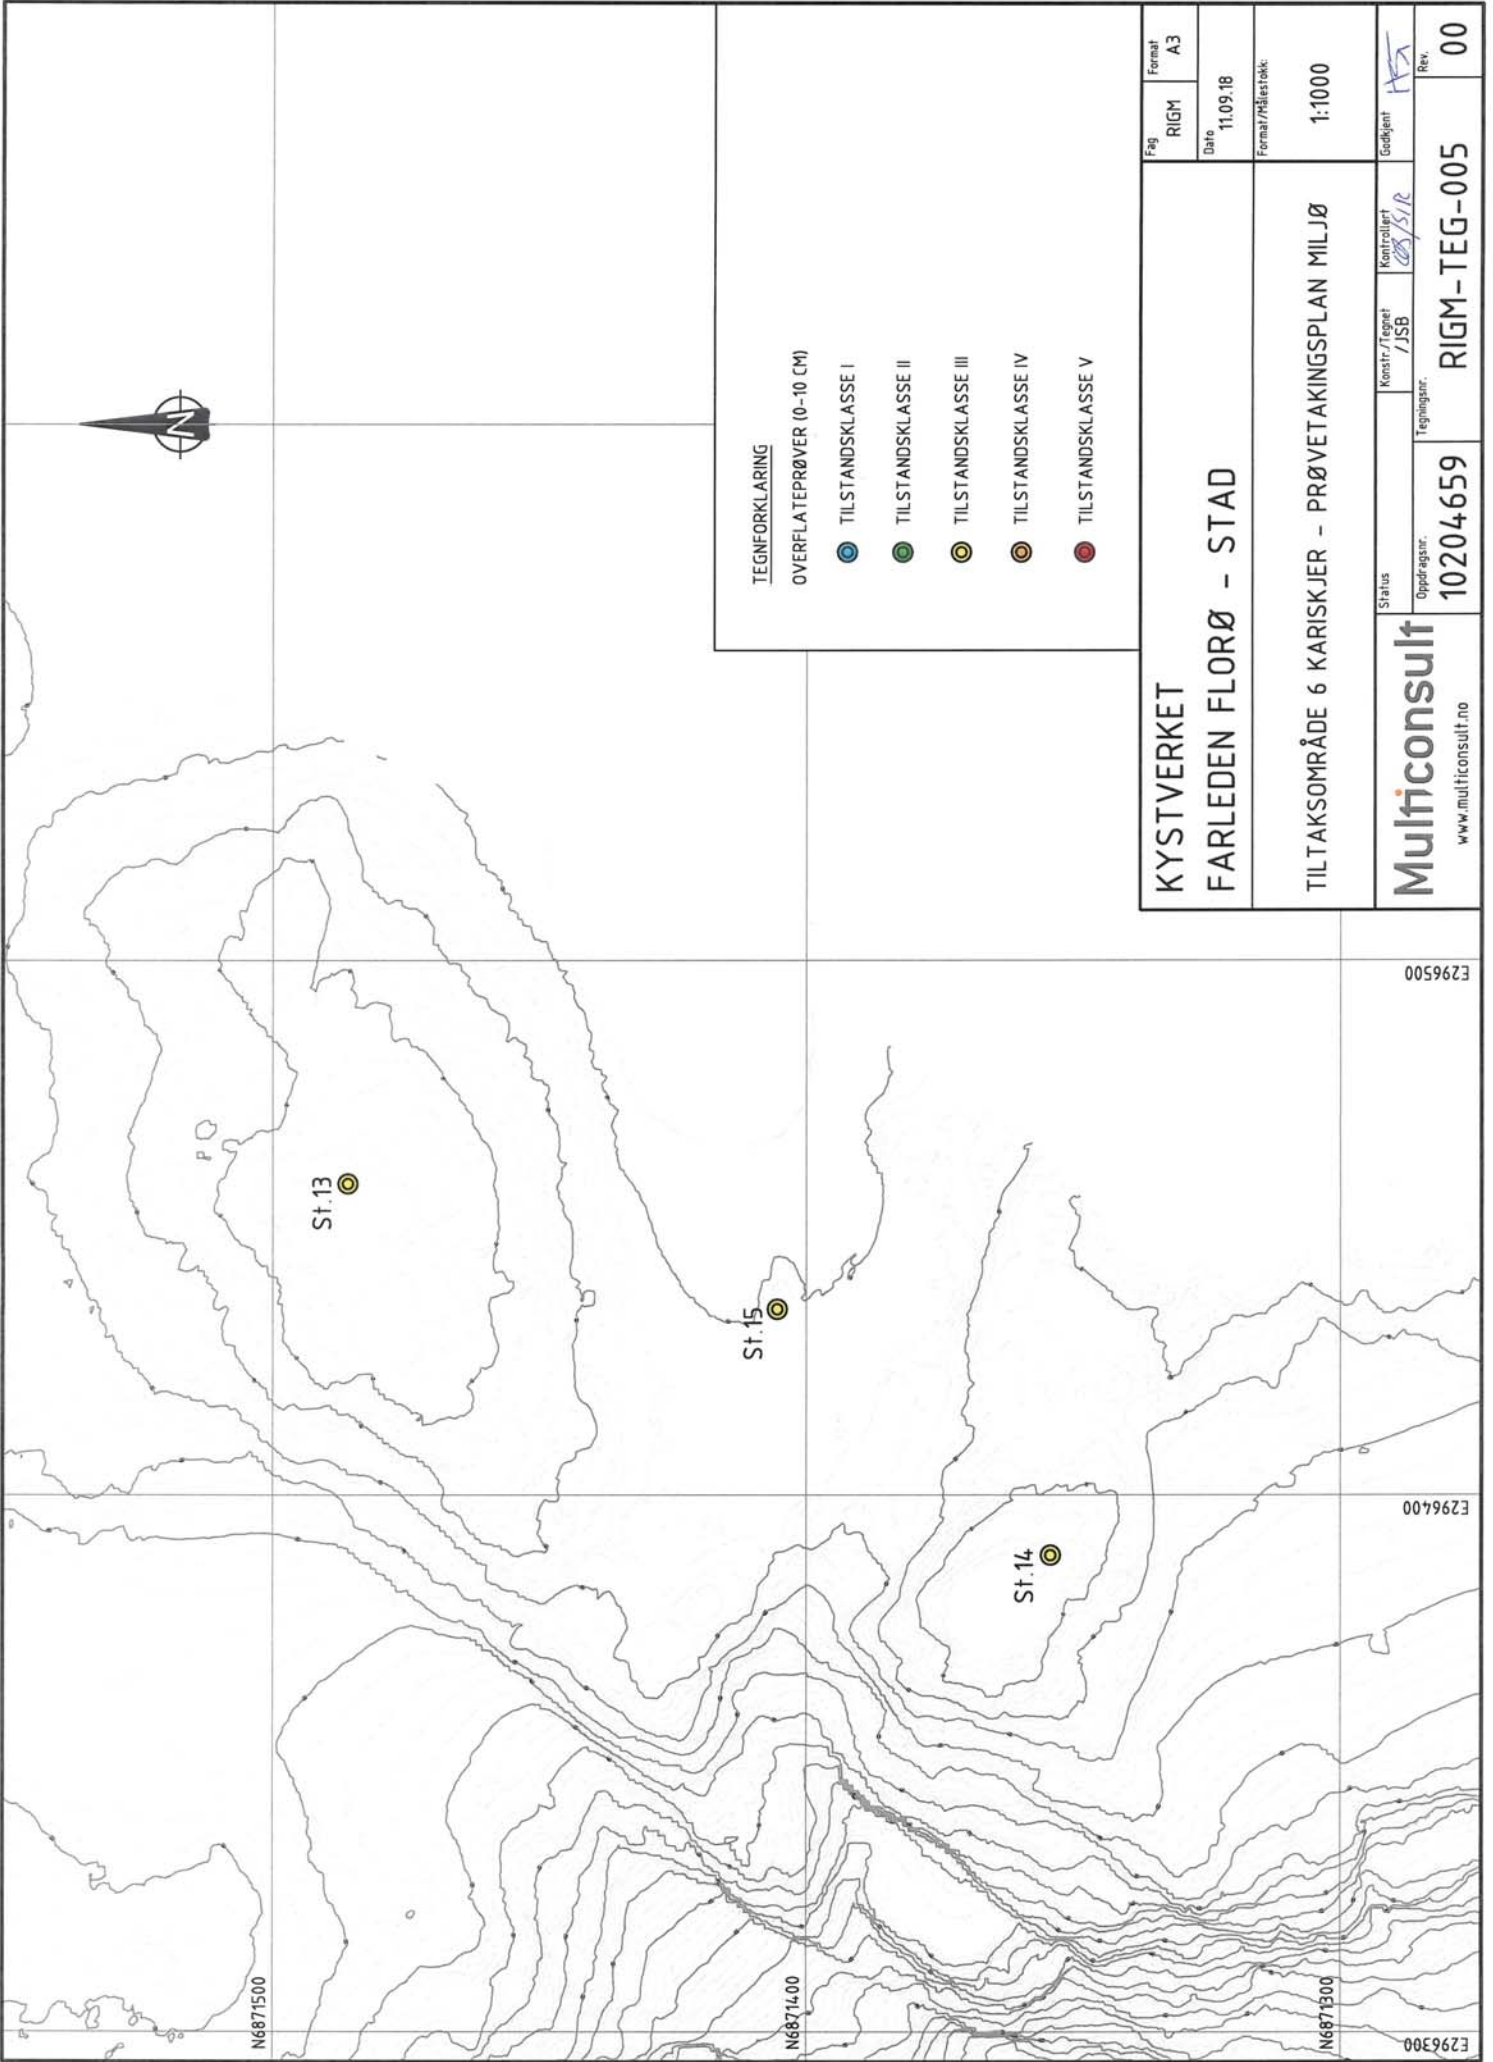 N
N6871500
N6871400
N6871300
E296300
E296400
E296500
St.13
St.15
St.14
TEGNFORKLARING
OVERFLATEPRØVER (0-10 CM)
TILSTANDSKLASSE I
TILSTANDSKLASSE II
TILSTANDSKLASSE III
TILSTANDSKLASSE IV
TILSTANDSKLASSE V
KYSTVERKET
FARLEDEN FLORØ - STAD
TILTAKSOMRÅDE 6 KARISKJER - PRØVETAKINGSPLAN MILJØ
Fag
RIGM
Format
A3
Dato
11.09.18
Format/Målestokk:
1:1000
Multiconsult
www.multiconsult.no
Status
Konstr./Tegnet
/JSB
Kontrollert
Godkjent
Oppdragsnr.
10204659
Tegningsnr.
RIGM-TEG-005
Rev.
00